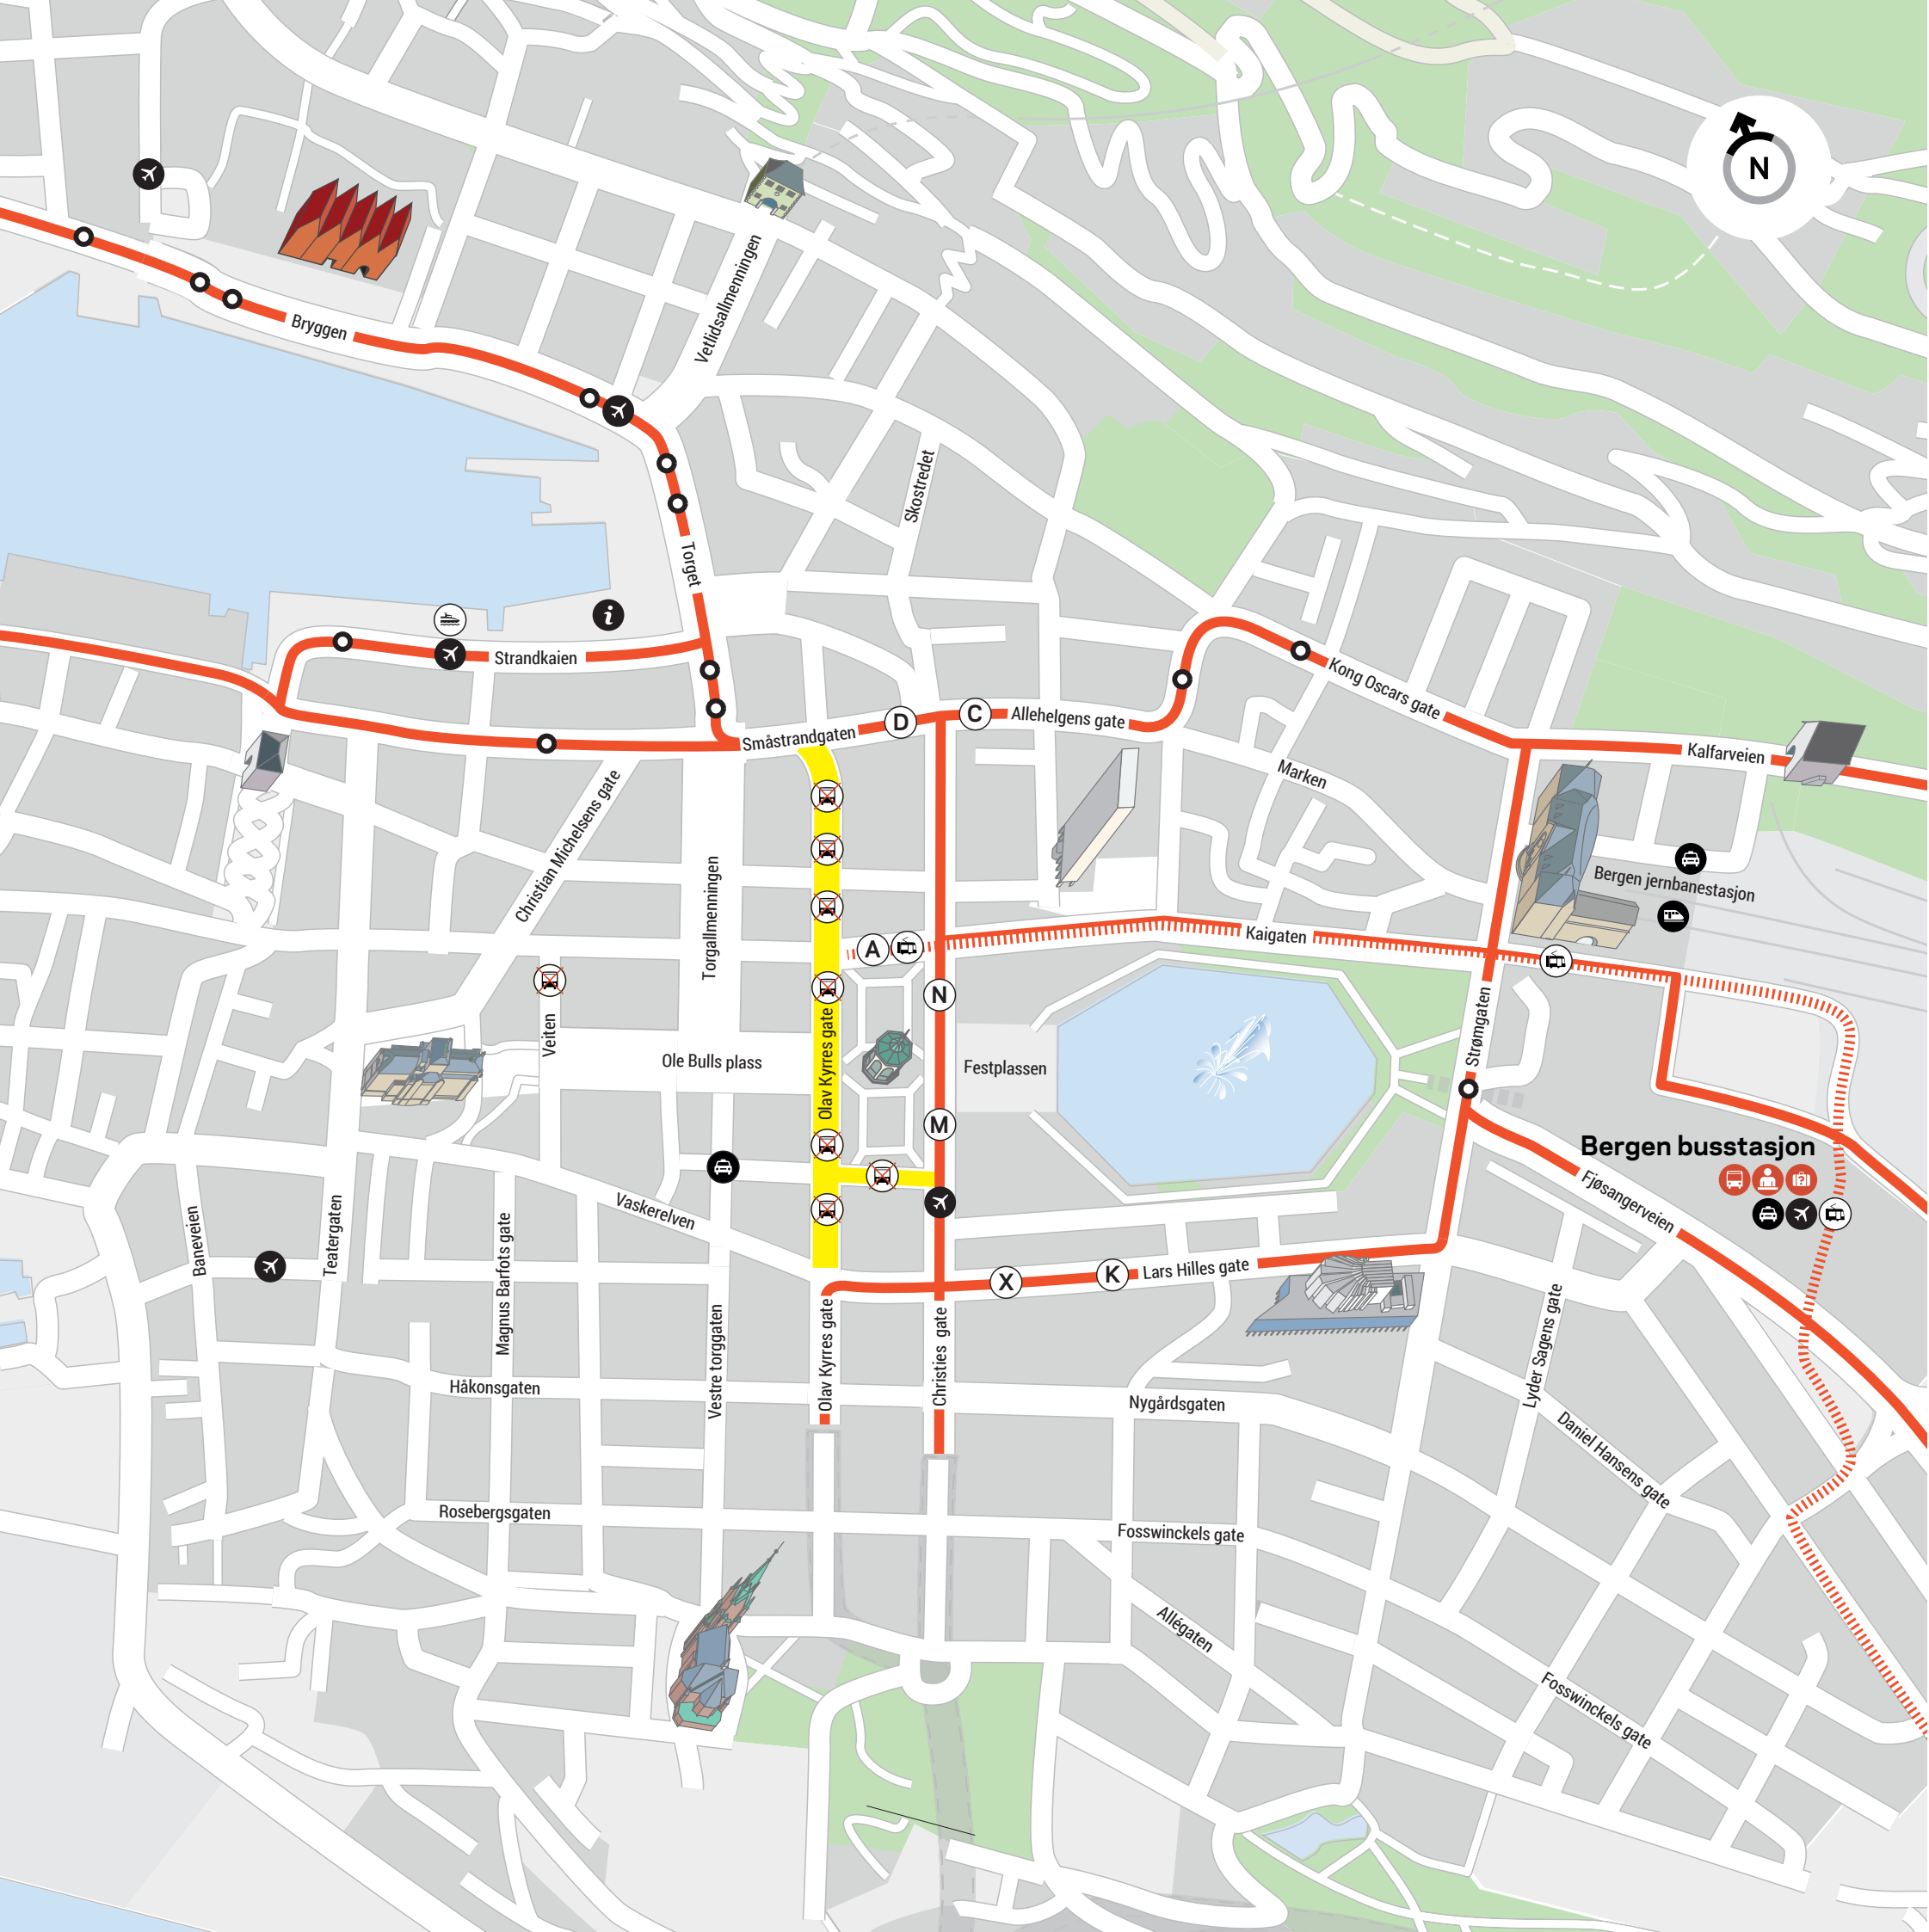 N
Vetlidsallmenningen
Bryggen
Skostredet
Torget
i
Strandkaien
Kong Oscars gate
D
C
Allehelgens gate
Småstrandgaten
Kalfarveien
Marken
Christian Michelsens gate
Torgallmenningen
Bergen jernbanestasjon
A
Kaigaten
N
Veiten
Olav Kyrres gate
Strømgaten
Ole Bulls plass
Festplassen
M
Bergen busstasjon
Fjøsangerveien
Vaskerelven
Baneveien
Teatergaten
Magnus Barfots gate
X
K
Lars Hilles gate
Vestre torggaten
Olav Kyrres gate
Christies gate
Lyder Sagens gate
Håkonsgaten
Nygårdsgaten
Daniel Hansens gate
Rosebergsgaten
Fosswinckels gate
Allégaten
Fosswinckels gate